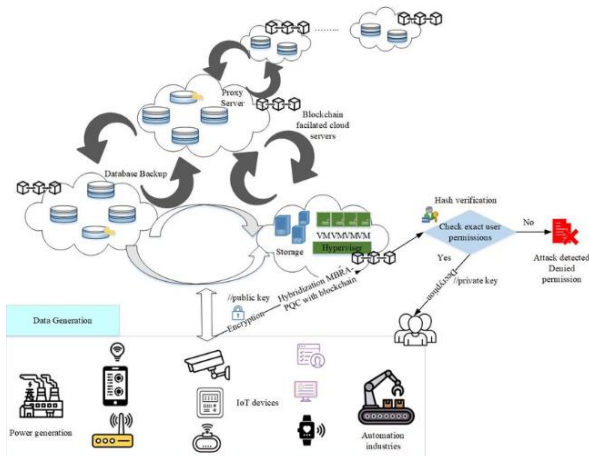 Proxy
Server
Blockchain
faciliated cloud
servers
Database Backup
Hash verification
VMVMVMVM
Hyperviser
Storage
Check exact user
permissions
No
Yes
Attack detected
Denied
permission
Decryption
//private key
//public key
Encryption
Hybridization MBRA-
PQC with blockchain
Data Generation
Power generation
IoT devices
Automation
industries